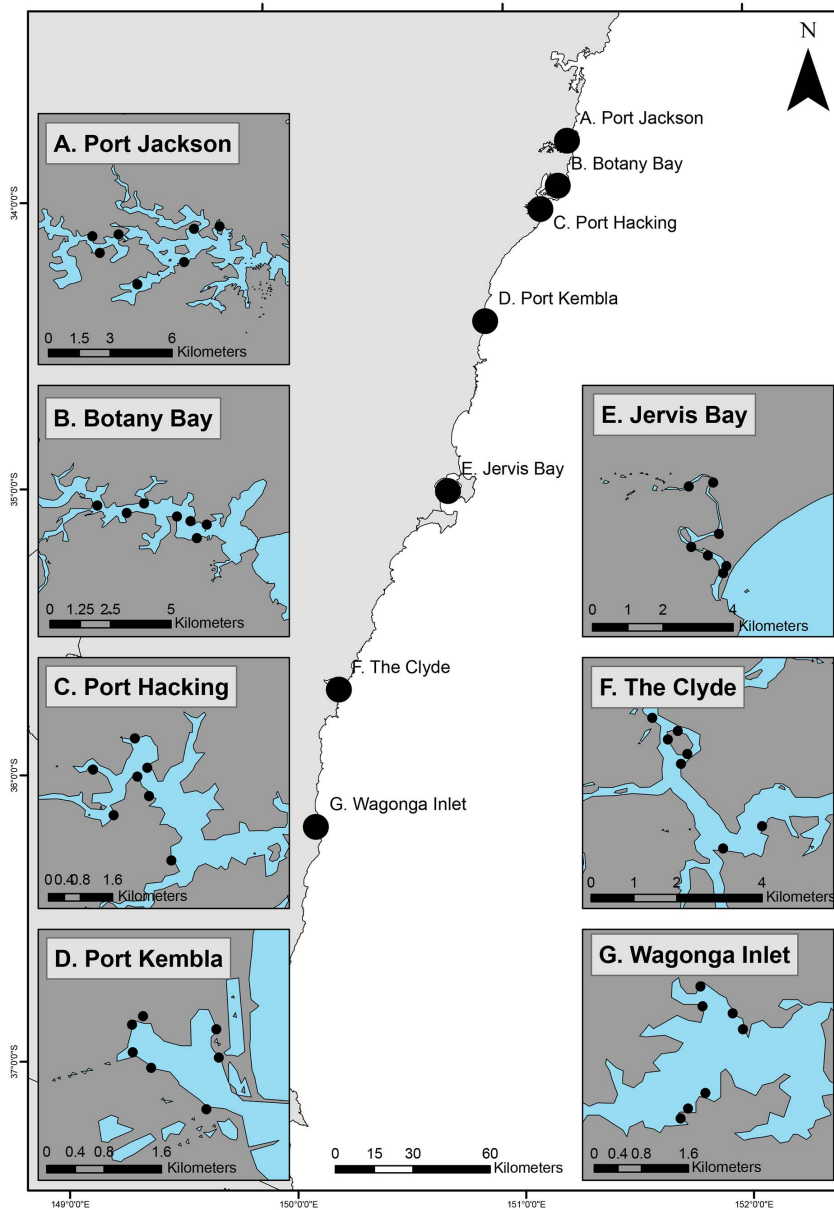 N
A. Port Jackson
B. Botany Bay
C. Port Hacking
D. Port Kembla
E. Jervis Bay
F. The Clyde
G. Wagonga Inlet
A. Port Jackson
0 1.5 3 6
Kilometers
B. Botany Bay
0 1.25 2.5 5
Kilometers
C. Port Hacking
0 0.4 0.8 1.6
Kilometers
D. Port Kembla
0 0.4 0.8 1.6
Kilometers
E. Jervis Bay
0 1 2 4
Kilometers
F. The Clyde
0 1 2 4
Kilometers
G. Wagonga Inlet
0 0.4 0.8 1.6
Kilometers
34°0'0"S
35°0'0"S
36°0'0"S
37°0'0"S
0 15 30 60
Kilometers
149°0'0"E 150°0'0"E 151°0'0"E 152°0'0"E